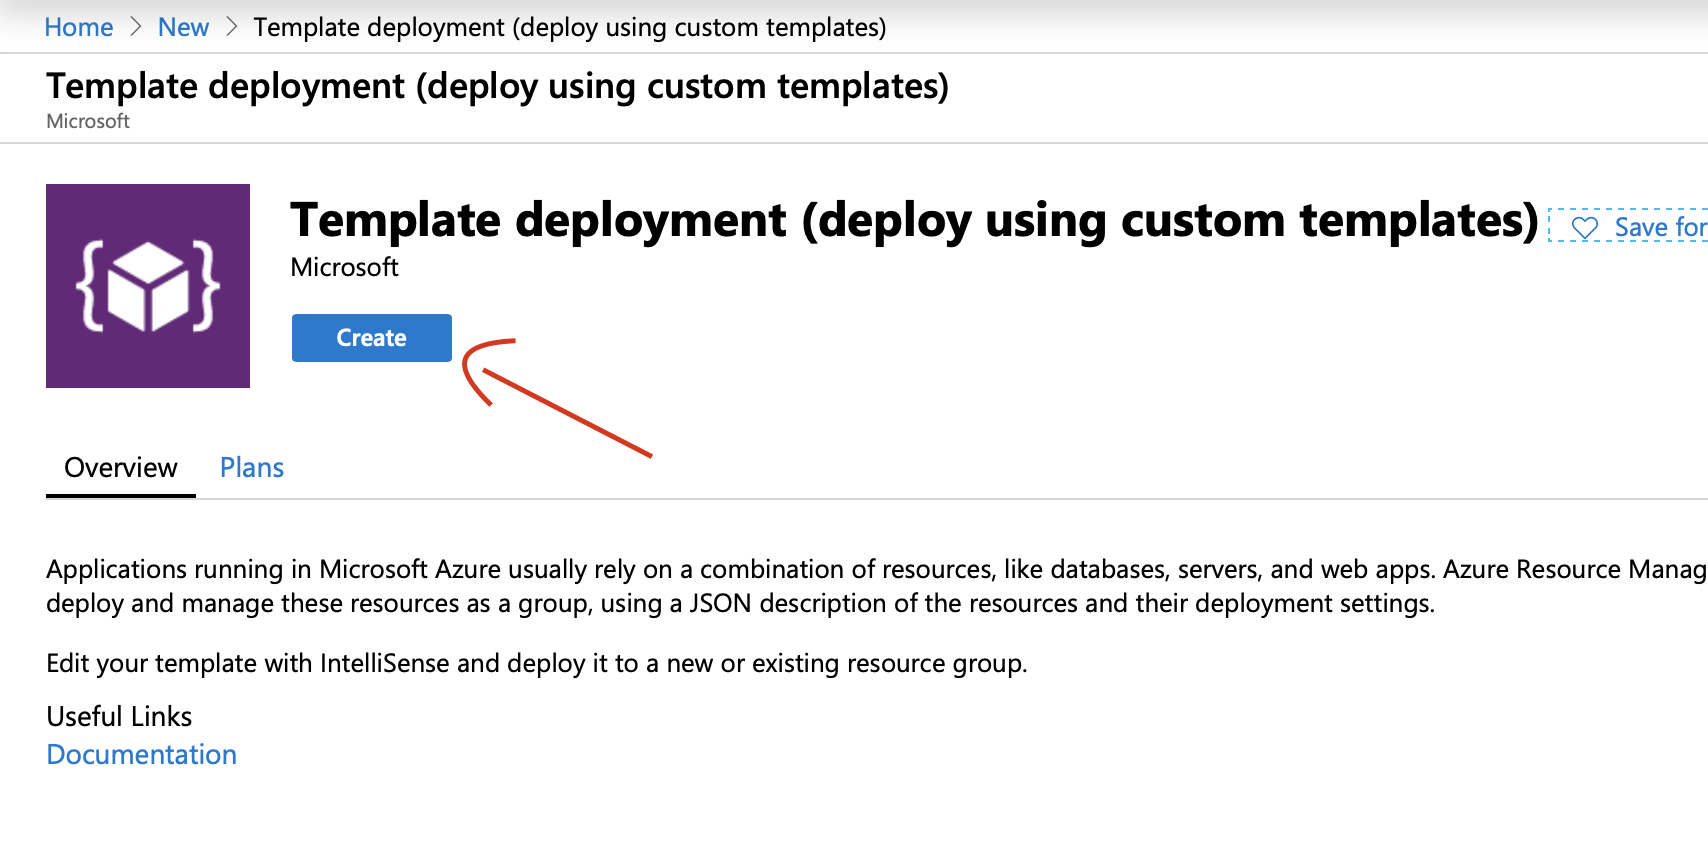 Home > New > Template deployment (deploy using custom templates)
Template deployment (deploy using custom templates)
Microsoft
Template deployment (deploy using custom templates) Save for
Microsoft
Create
Overview Plans
Applications running in Microsoft Azure usually rely on a combination of resources, like databases, servers, and web apps. Azure Resource Manag
deploy and manage these resources as a group, using a JSON description of the resources and their deployment settings.
Edit your template with IntelliSense and deploy it to a new or existing resource group.
Useful Links
Documentation